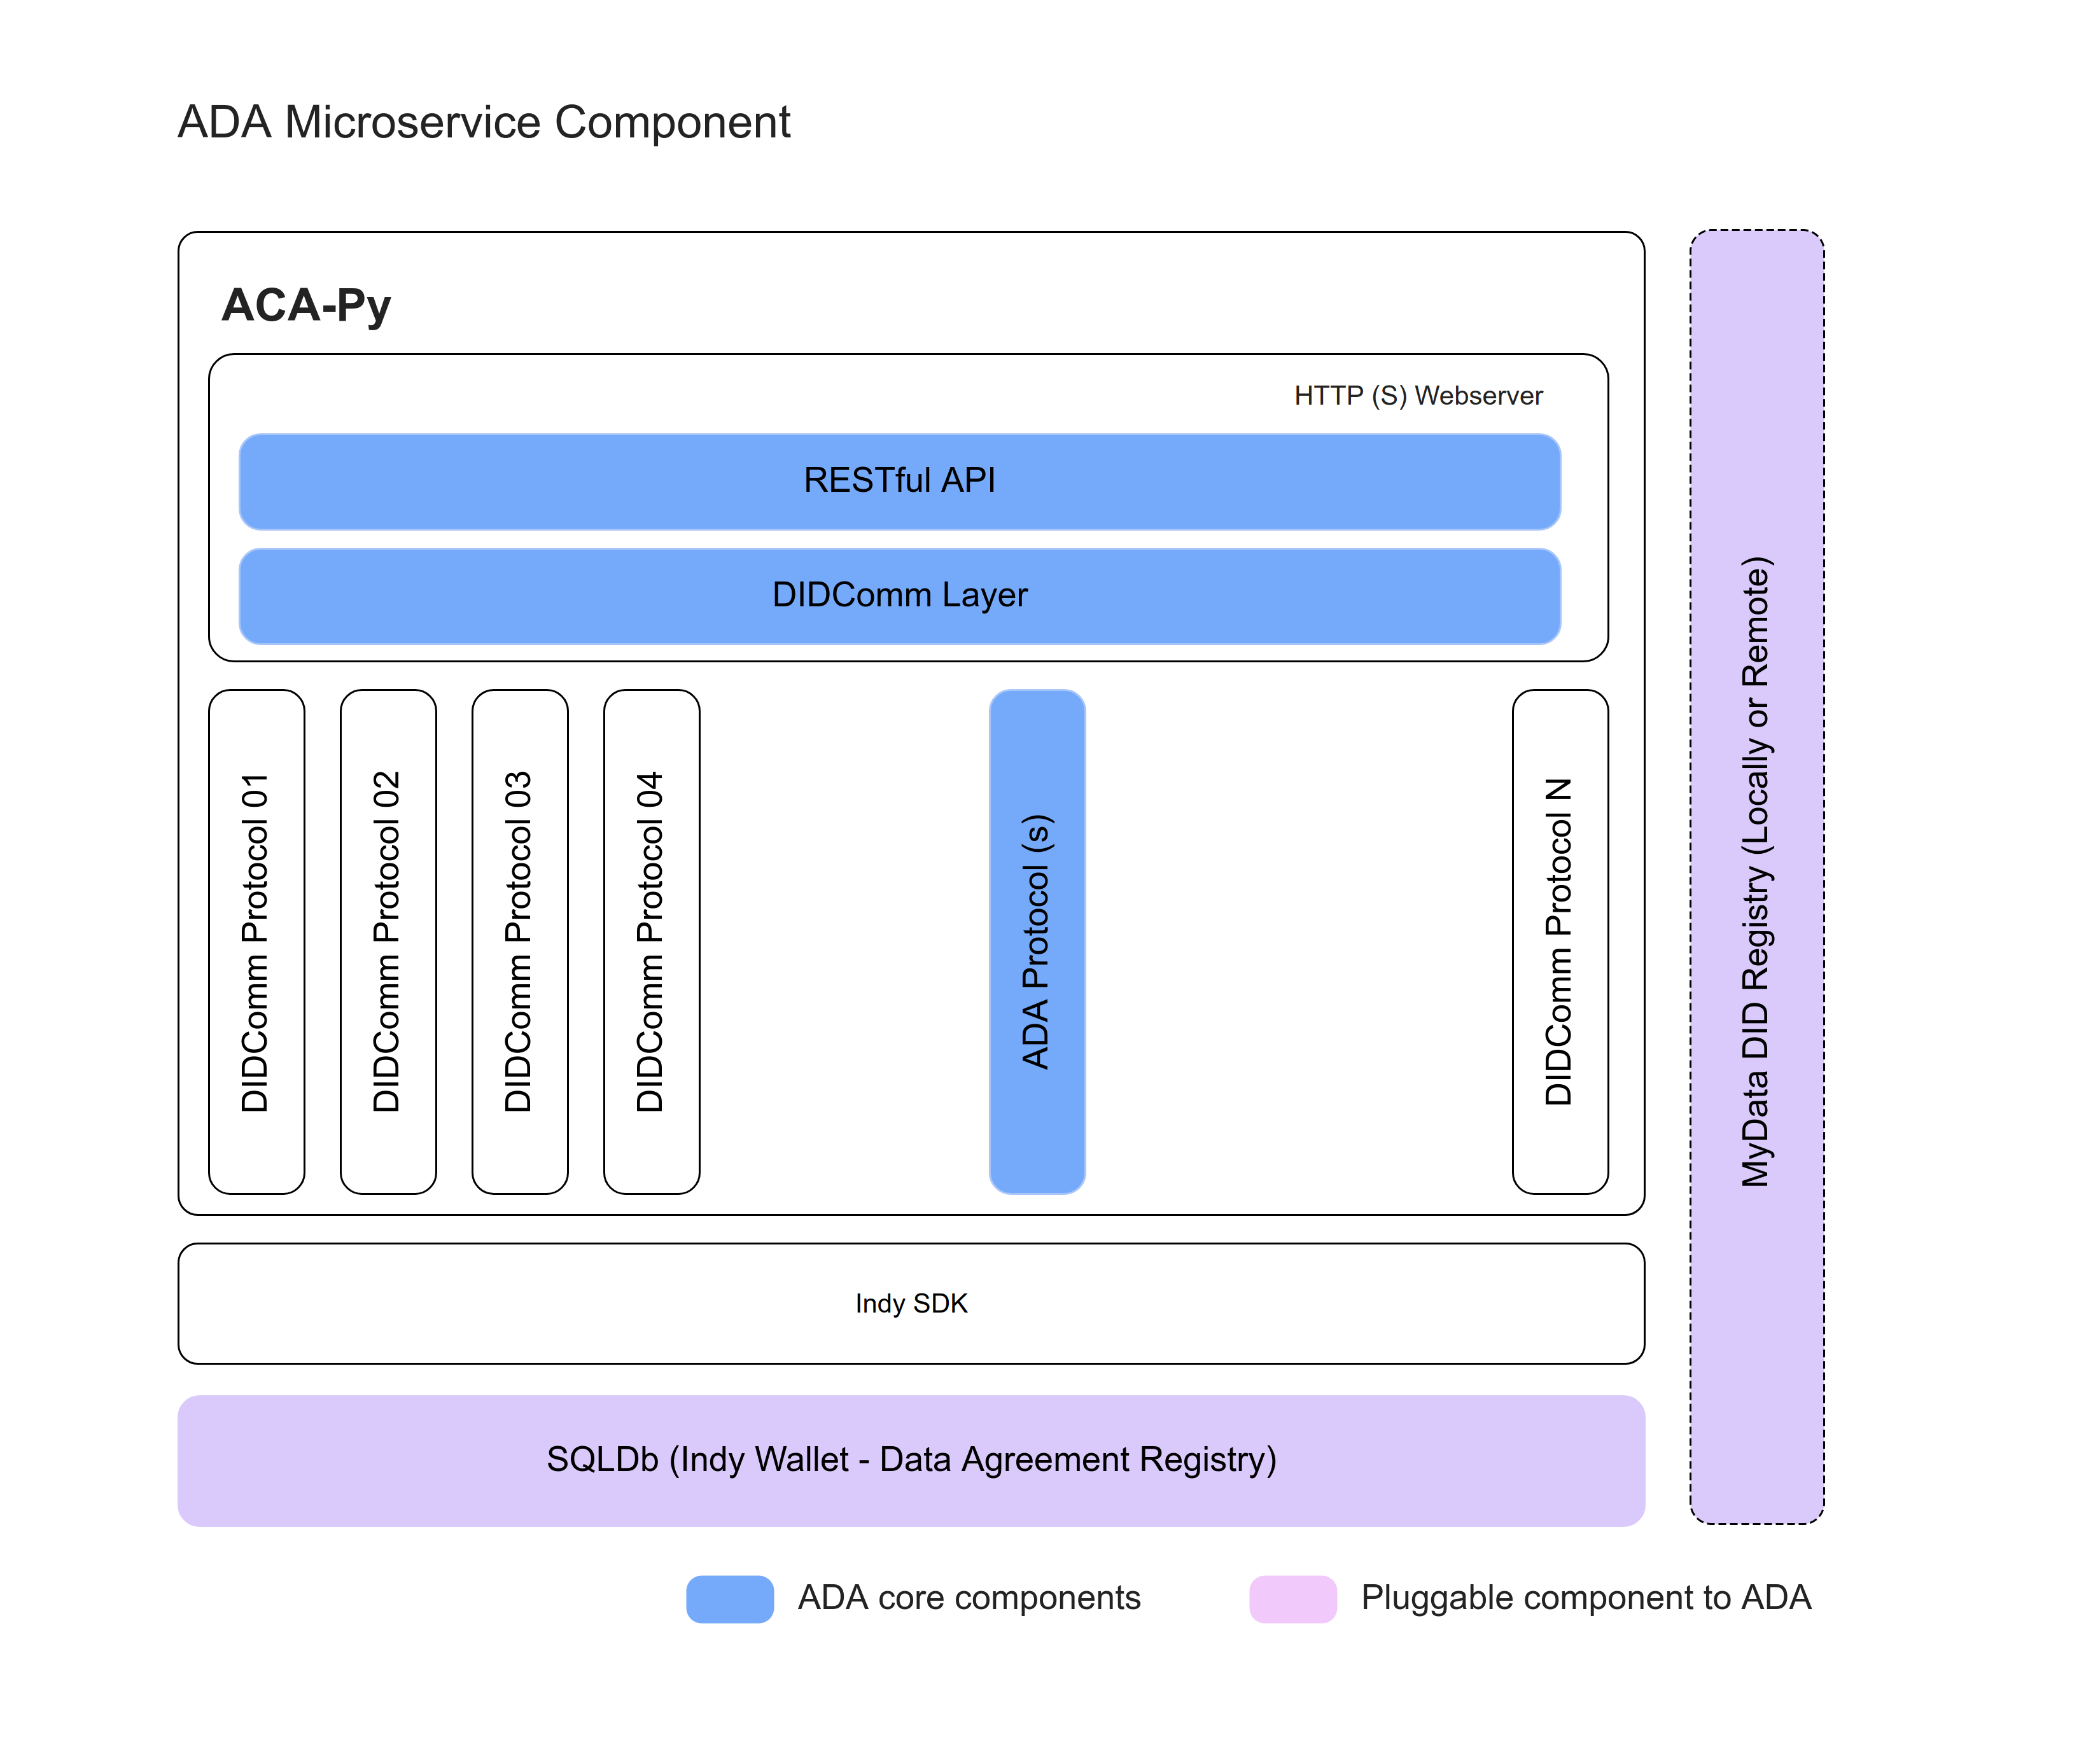 ADA Microservice Component
ACA-Py
HTTP (S) Webserver
RESTful API
DIDComm Layer
DIDComm Protocol 01
DIDComm Protocol 02
DIDComm Protocol 03
DIDComm Protocol 04
ADA Protocol (s)
DIDComm Protocol N
MyData DID Registry (Locally or Remote)
Indy SDK
SQLDb (Indy Wallet - Data Agreement Registry)
ADA core components
Pluggable component to ADA